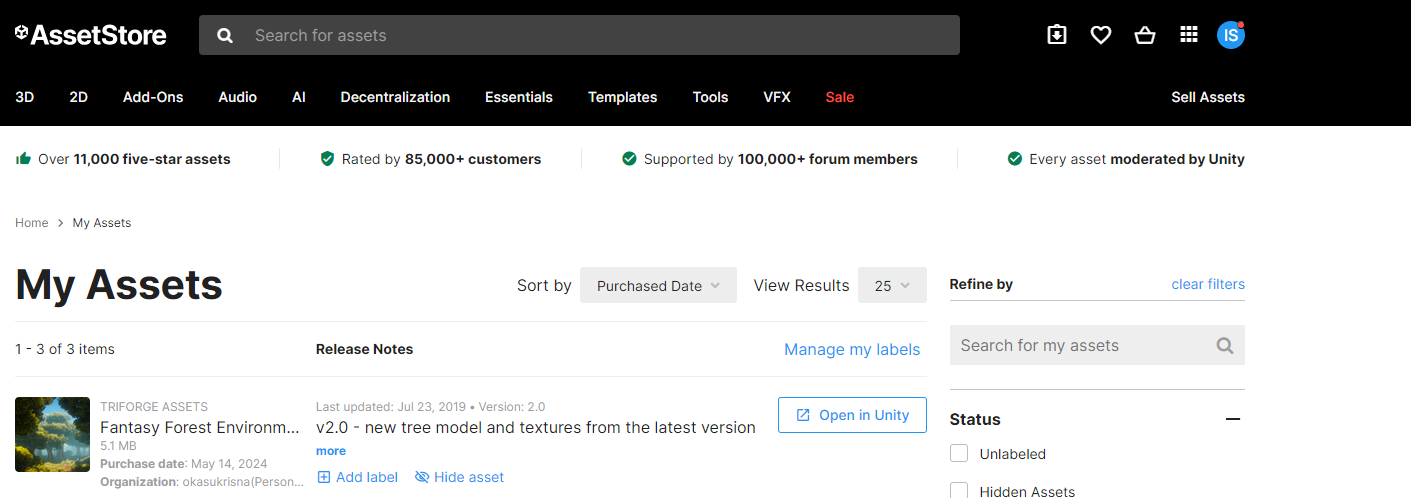 AssetStore
Search for assets
IS
3D 2D Add-Ons Audio AI Decentralization Essentials Templates Tools VFX Sale Sell Assets
Over 11,000 five-star assets Rated by 85,000+ customers Supported by 100,000+ forum members Every asset moderated by Unity
Home > My Assets
My Assets
Sort by Purchased Date View Results 25
Refine by clear filters
1 - 3 of 3 items Release Notes Manage my labels
Search for my assets
TRIFORGE ASSETS
Fantasy Forest Environm...
5.1 MB
Purchase date: May 14, 2024
Organization: okasukrisna(Person...
Last updated: Jul 23, 2019 • Version: 2.0
v2.0 - new tree model and textures from the latest version
more
Add label Hide asset
Open in Unity
Status
Unlabeled
Hidden Assets